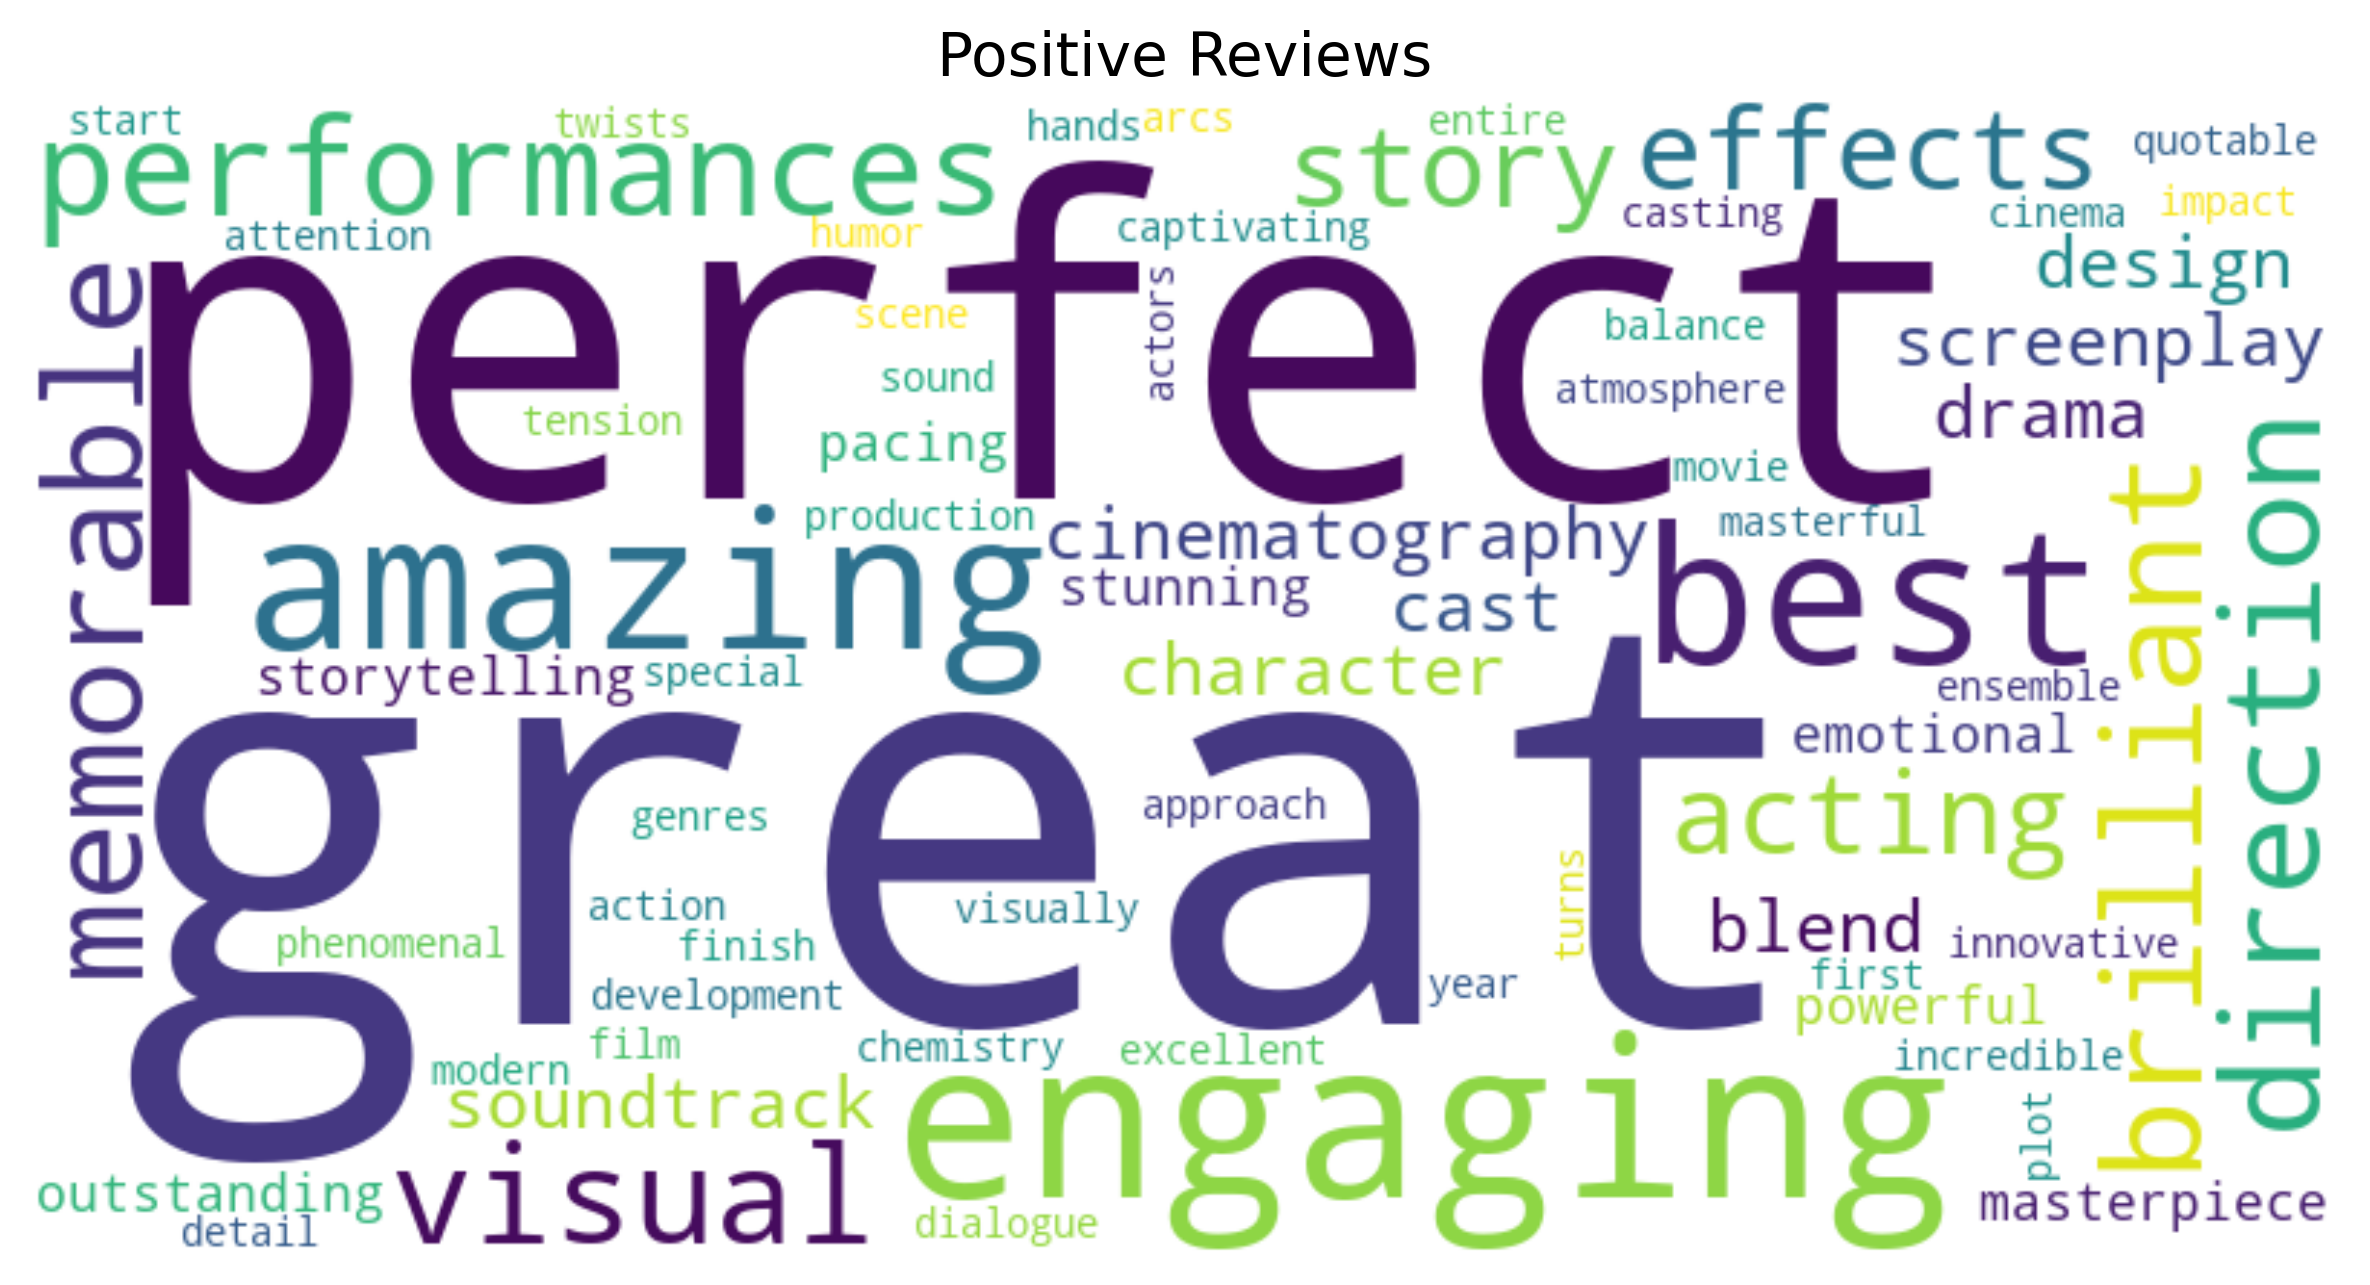 Positive Reviews
start
twists
hands
arcs
entire
effects
quotable
performances
story
casting
cinema
impact
attention
humor
captivating
design
perfect
memorable
scene
actors
balance
screenplay
sound
atmosphere
drama
tension
pacing
movie
production
cinematography
masterful
amazing
stunning
cast
best
brilliant
direction
storytelling
special
character
ensemble
emotional
great
genres
approach
acting
action
visually
turns
blend
phenomenal
finish
innovative
development
year
first
powerful
film
chemistry
excellent
incredible
modern
soundtrack
engaging
plot
outstanding
visual
masterpiece
detail
dialogue